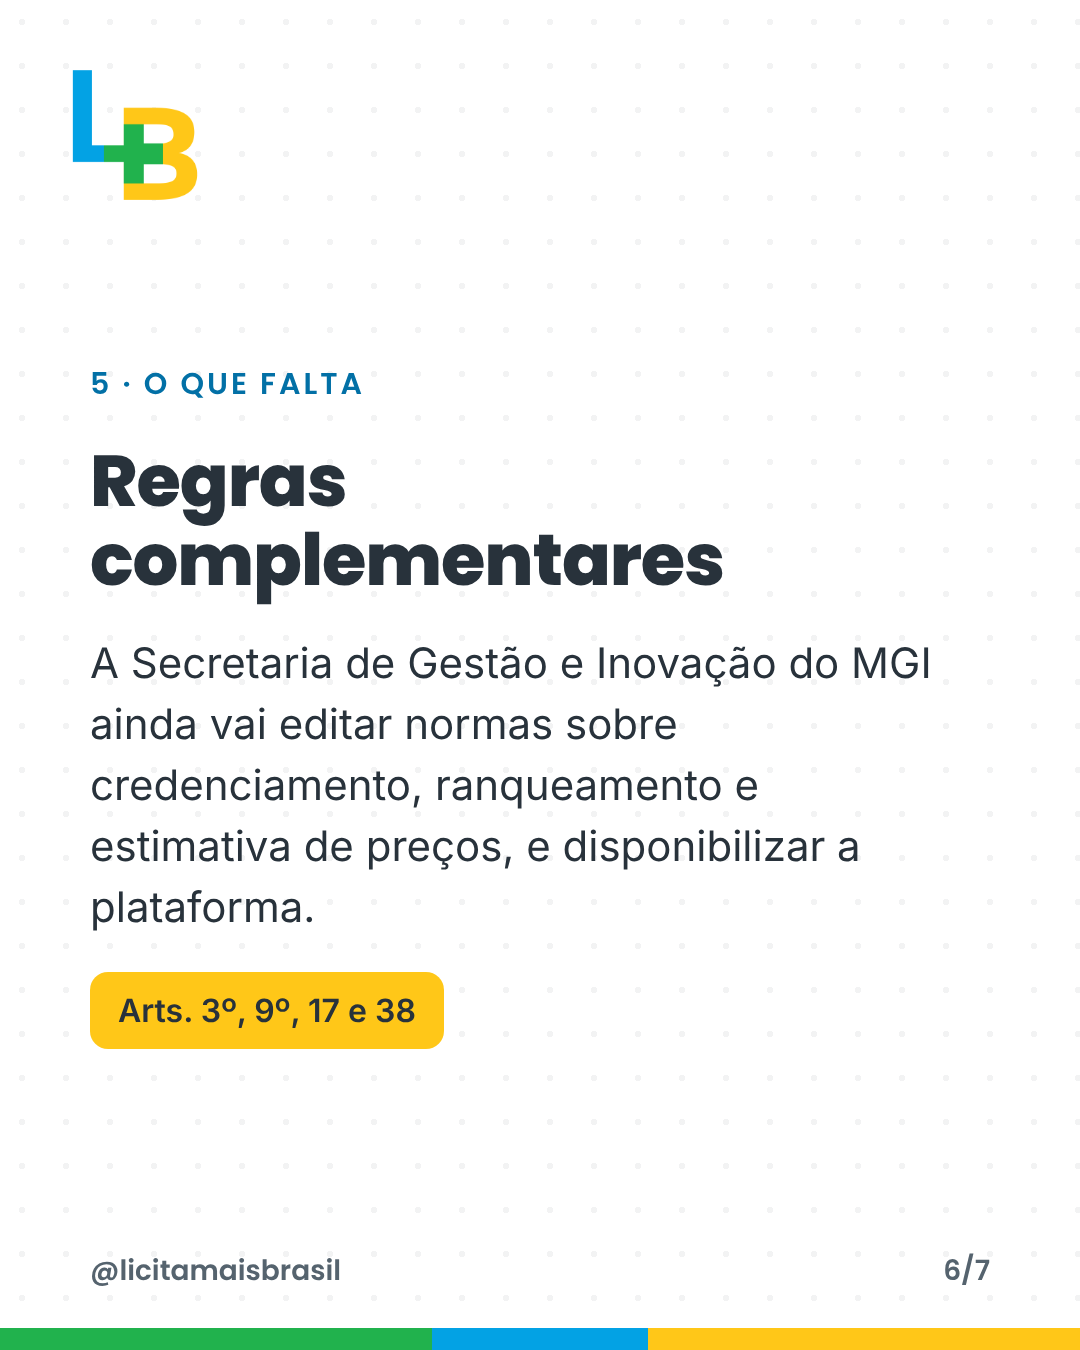 L+B
5 · O QUE FALTA
Regras
complementares
A Secretaria de Gestão e Inovação do MGI
ainda vai editar normas sobre
credenciamento, ranqueamento e
estimativa de preços, e disponibilizar a
plataforma.
Arts. 3º, 9º, 17 e 38
@licitamaisbrasil
6/7